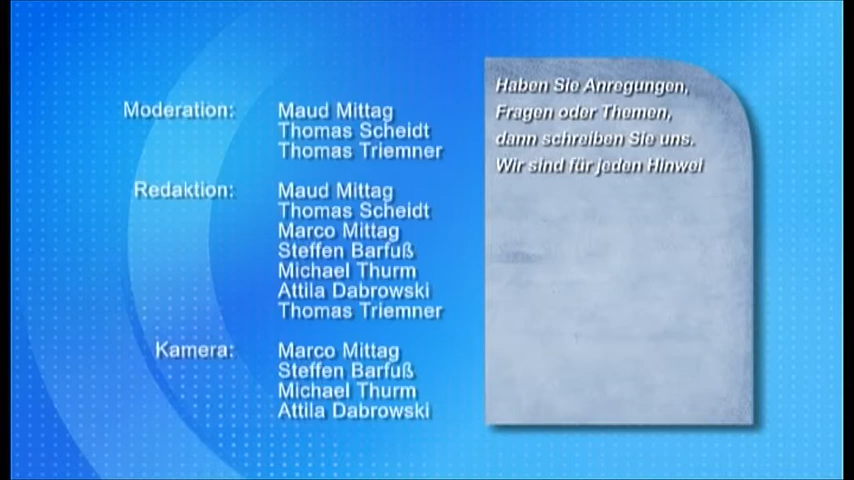 Moderation: Maud Mittag
Thomas Scheidt
Thomas Triemner
Redaktion: Maud Mittag
Thomas Scheidt
Marco Mittag
Steffen Barfuß
Michael Thurm
Attila Dabrowski
Thomas Triemner
Kamera: Marco Mittag
Steffen Barfuß
Michael Thurm
Attila Dabrowski
Haben Sie Anregungen,
Fragen oder Themen,
dann schreiben Sie uns.
Wir sind für jeden Hinwei